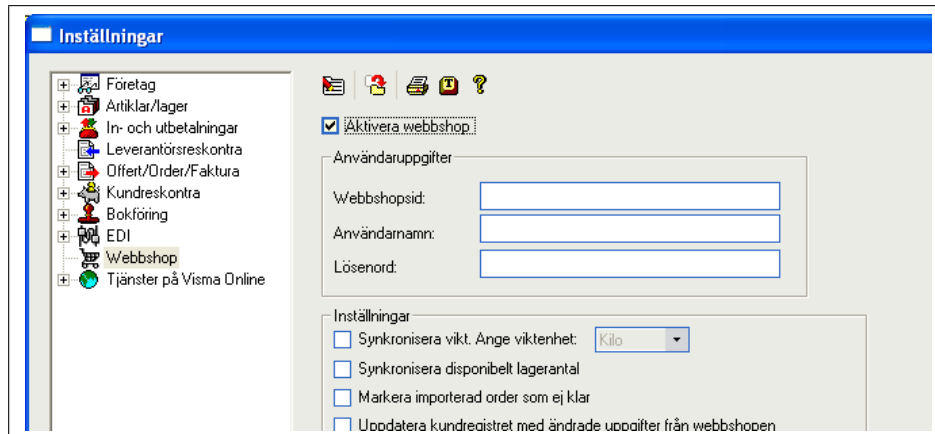 Inställningar
Företag
Artiklar/lager
In- och utbetalningar
Leverantörsreskontra
Offert/Order/Faktura
Kundreskontra
Bokföring
EDI
Webbshop
Tjänster på Visma Online
Aktivera webbshop
Användaruppgifter
Webbshopsid:
Användarnamn:
Lösenord:
Inställningar
Synkronisera vikt. Ange viktenhet: Kilo
Synkronisera disponibelt lagerantal
Markera importerad order som ej klar
Uppdatera kundregistret med ändrade uppgifter från webbshopen